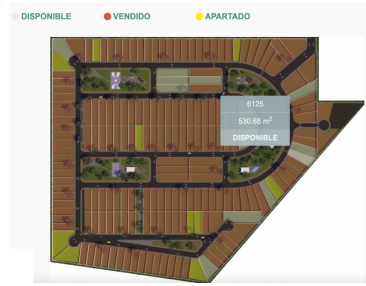 DISPONIBLE
VENDIDO
APARTADO
6125
530.68 m²
DISPONIBLE